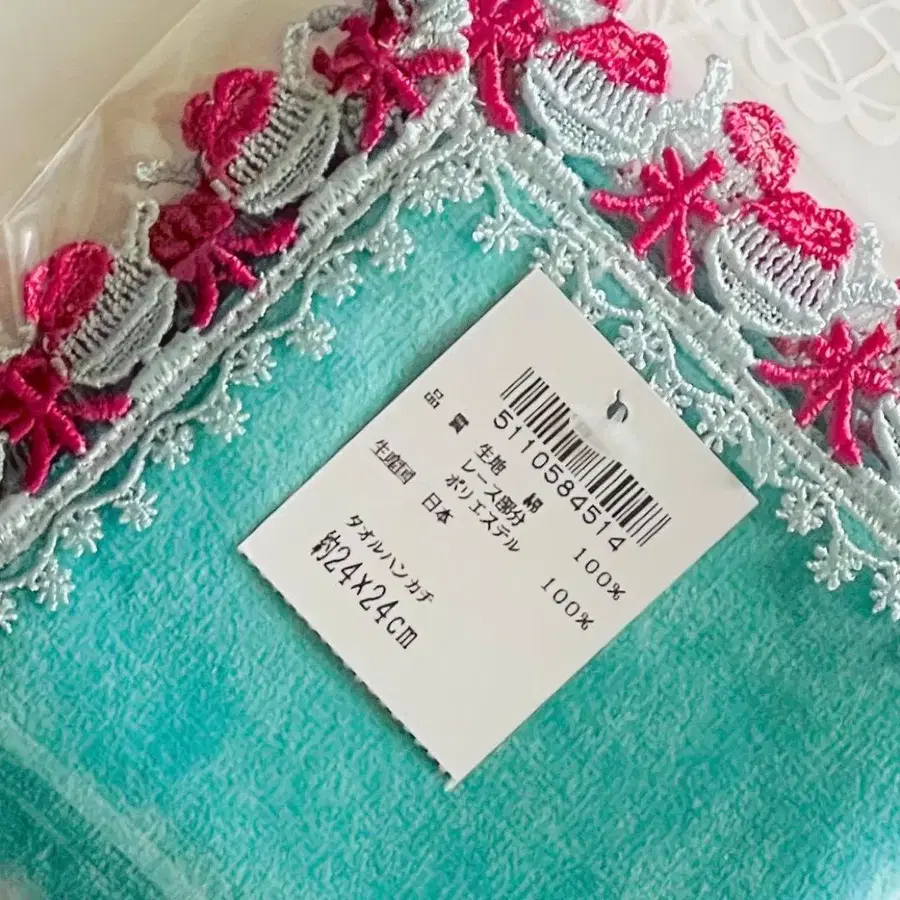 5110584514
品質 生地 綿 100%
レース部分
ポリエステル 100%
生産国 日本
タオルハンカチ
約24×24cm